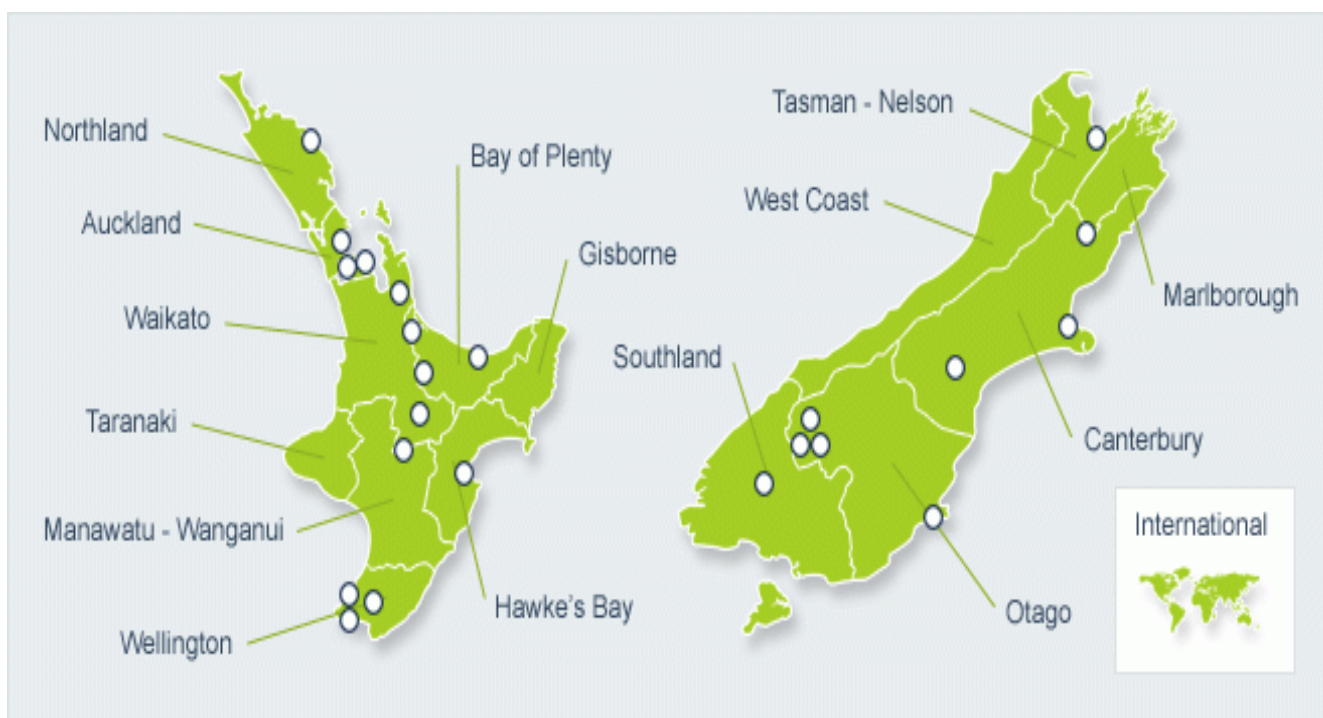 Northland
Auckland
Waikato
Taranaki
Manawatu - Wanganui
Wellington
Bay of Plenty
Gisborne
Hawke's Bay
Tasman - Nelson
West Coast
Southland
Marlborough
Canterbury
Otago
International